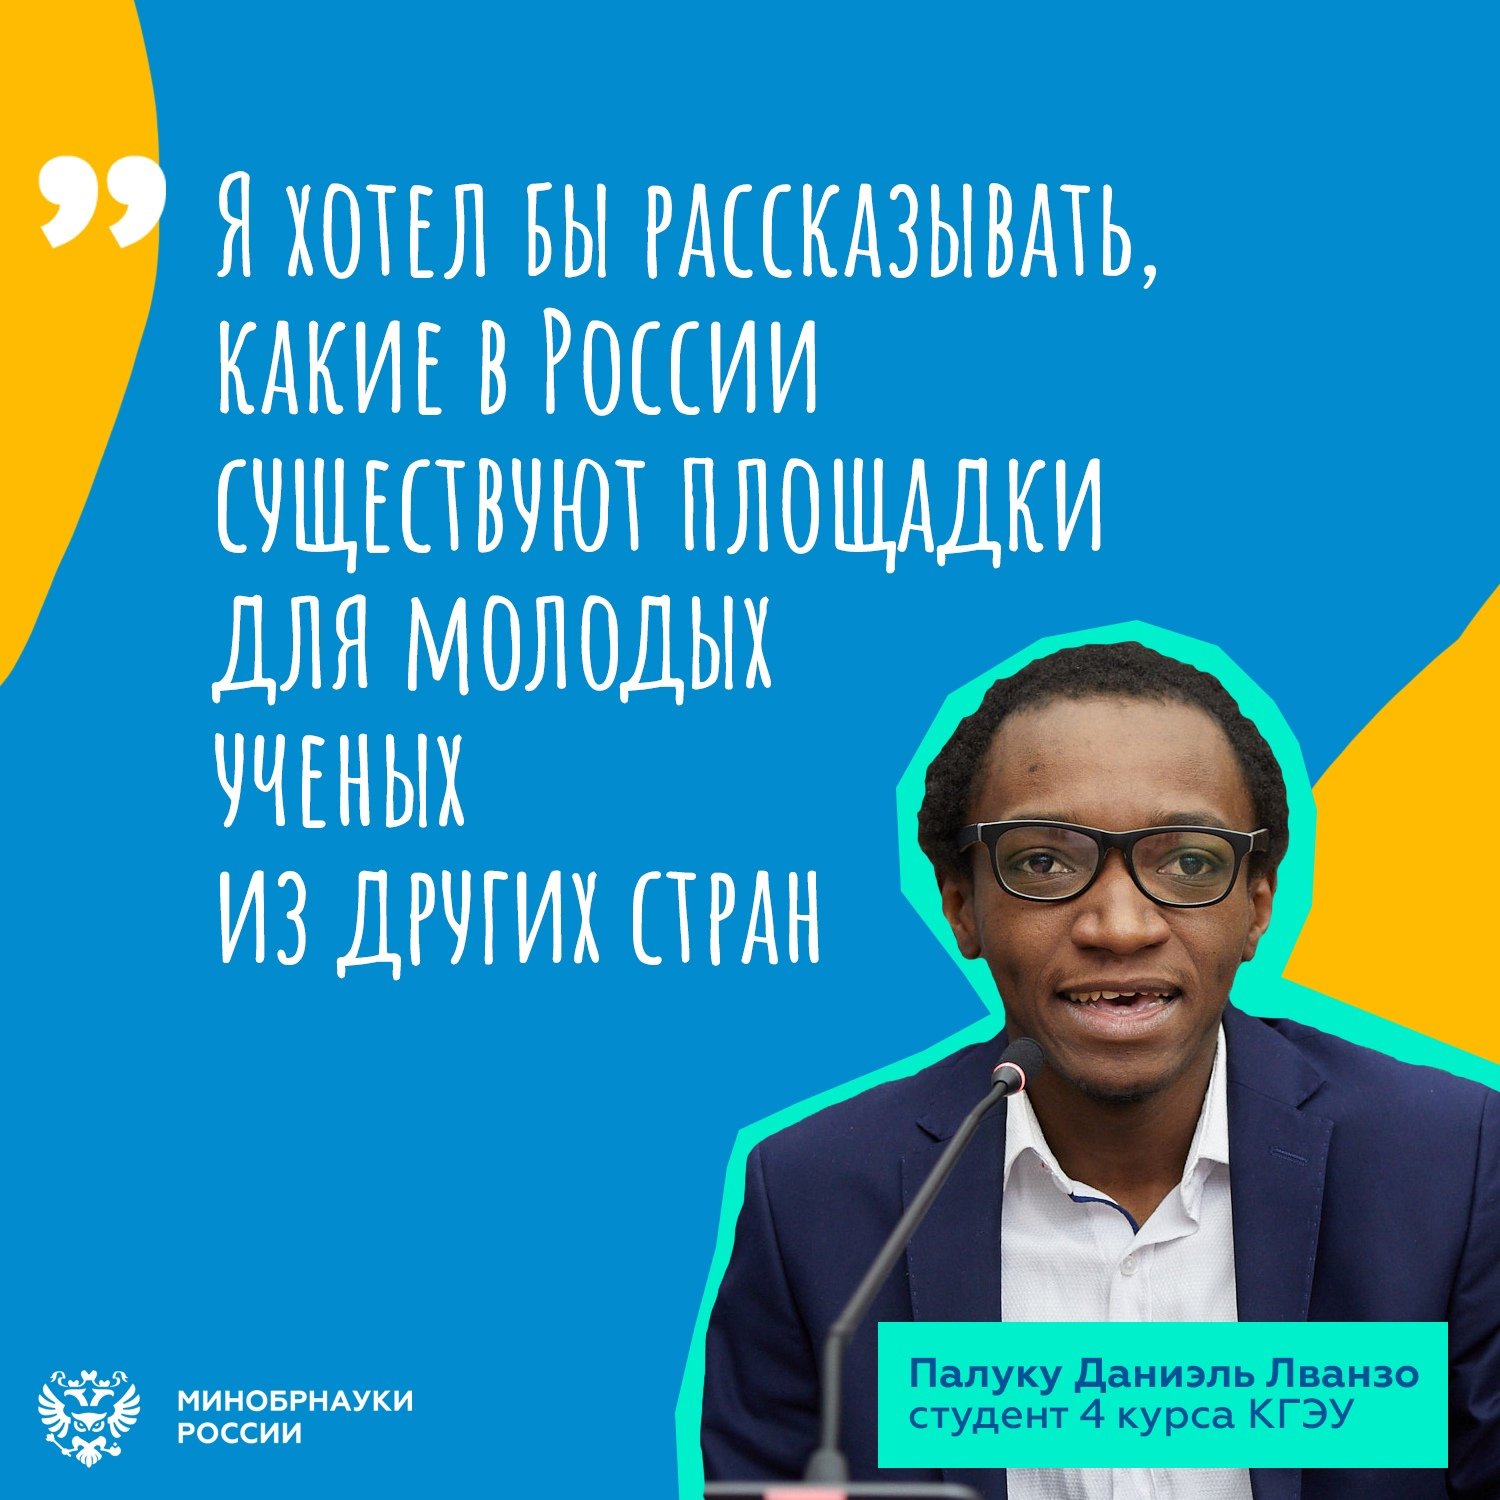 ”
Я хотел бы рассказывать,
какие в России
существуют площадки
для молодых
ученых
из других стран
Палуку Даниэль Лванзо
студент 4 курса КГЭУ
МИНОБРНАУКИ
РОССИИ